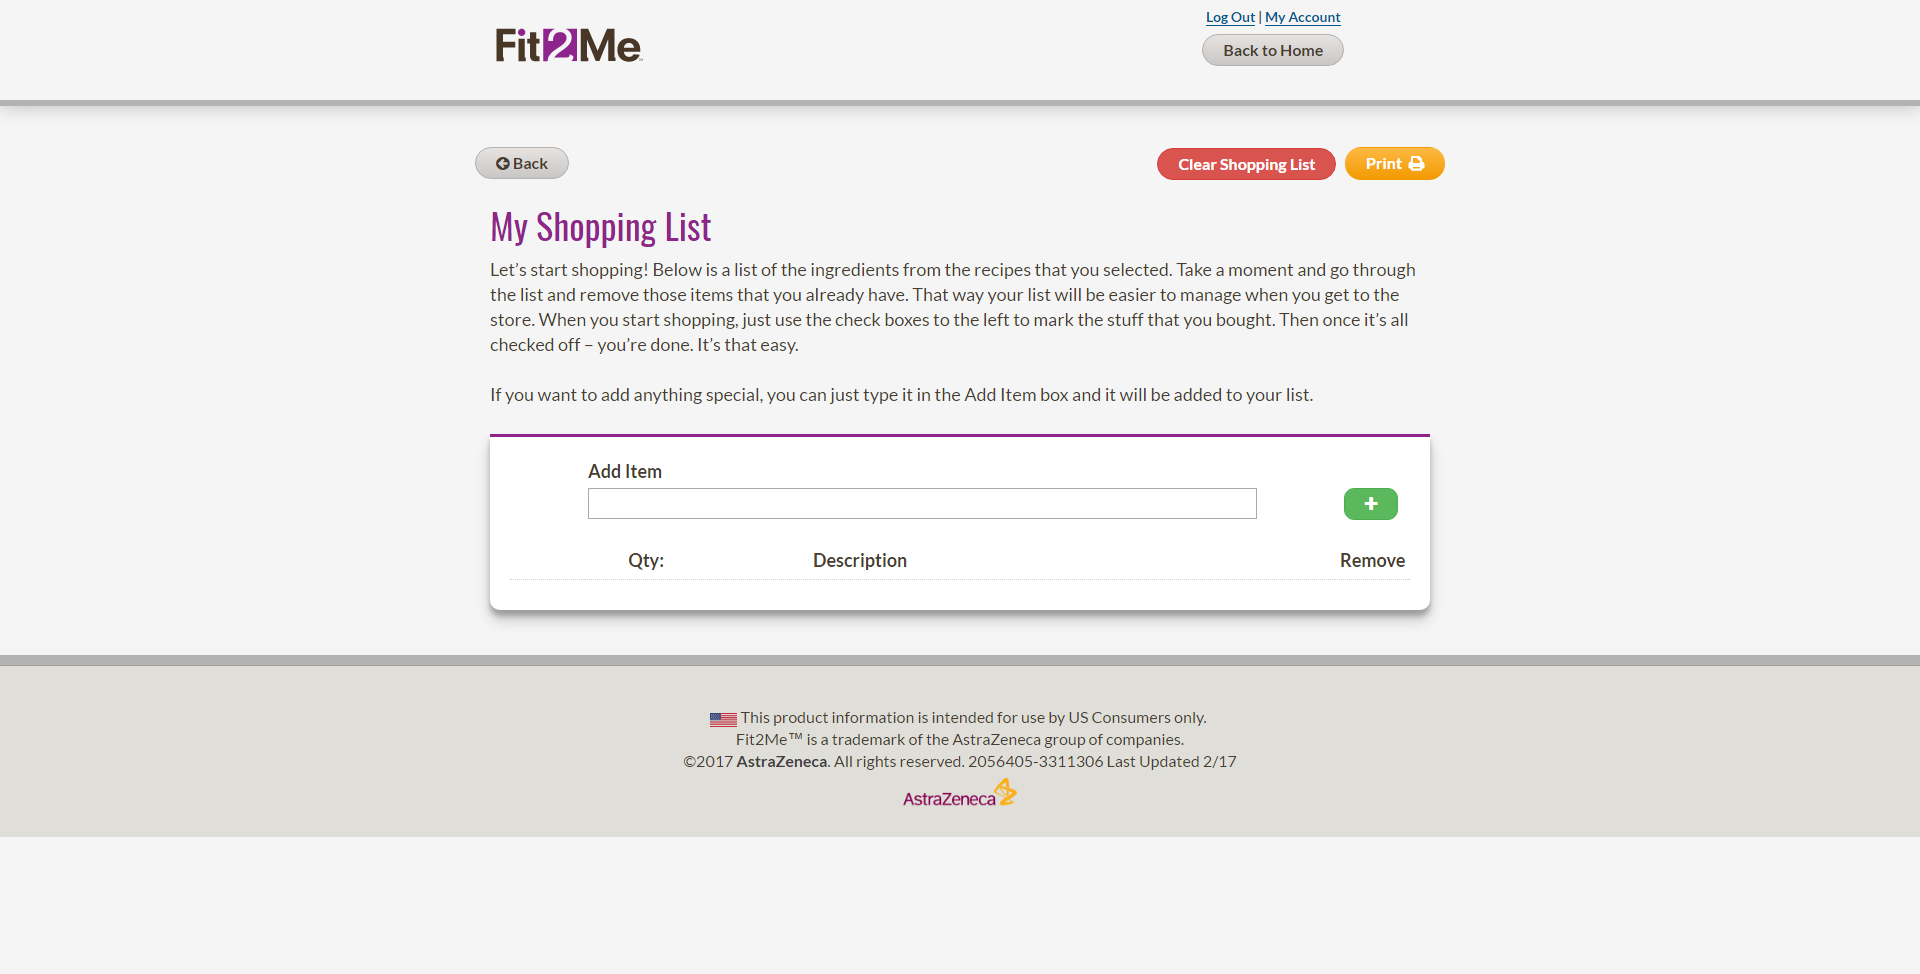 Log Out | My Account
Fit2Me™
Back to Home
Back
Clear Shopping List
Print
My Shopping List
Let’s start shopping! Below is a list of the ingredients from the recipes that you selected. Take a moment and go through
the list and remove those items that you already have. That way your list will be easier to manage when you get to the
store. When you start shopping, just use the check boxes to the left to mark the stuff that you bought. Then once it’s all
checked off – you’re done. It’s that easy.
If you want to add anything special, you can just type it in the Add Item box and it will be added to your list.
Add Item
Qty: Description Remove
This product information is intended for use by US Consumers only.
Fit2Me™ is a trademark of the AstraZeneca group of companies.
©2017 AstraZeneca. All rights reserved. 2056405-3311306 Last Updated 2/17
AstraZeneca